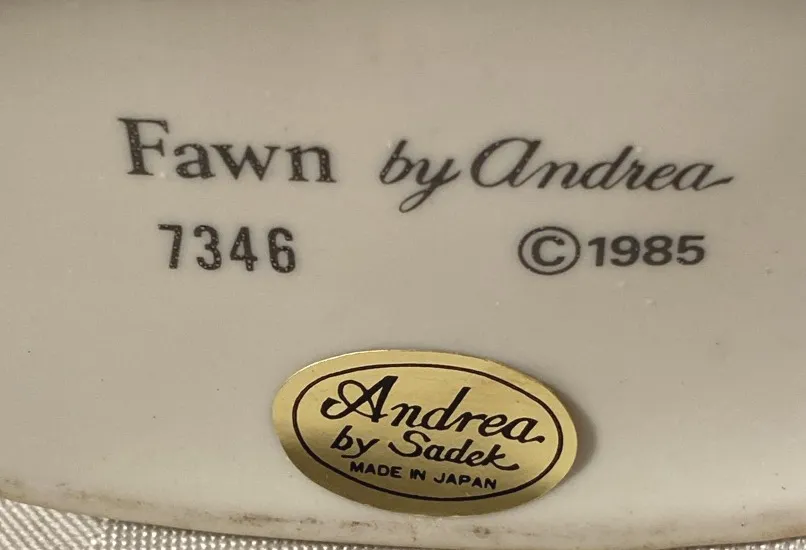 Fawn by Andrea
7346 ©1985
Andrea
by Sadek
MADE IN JAPAN